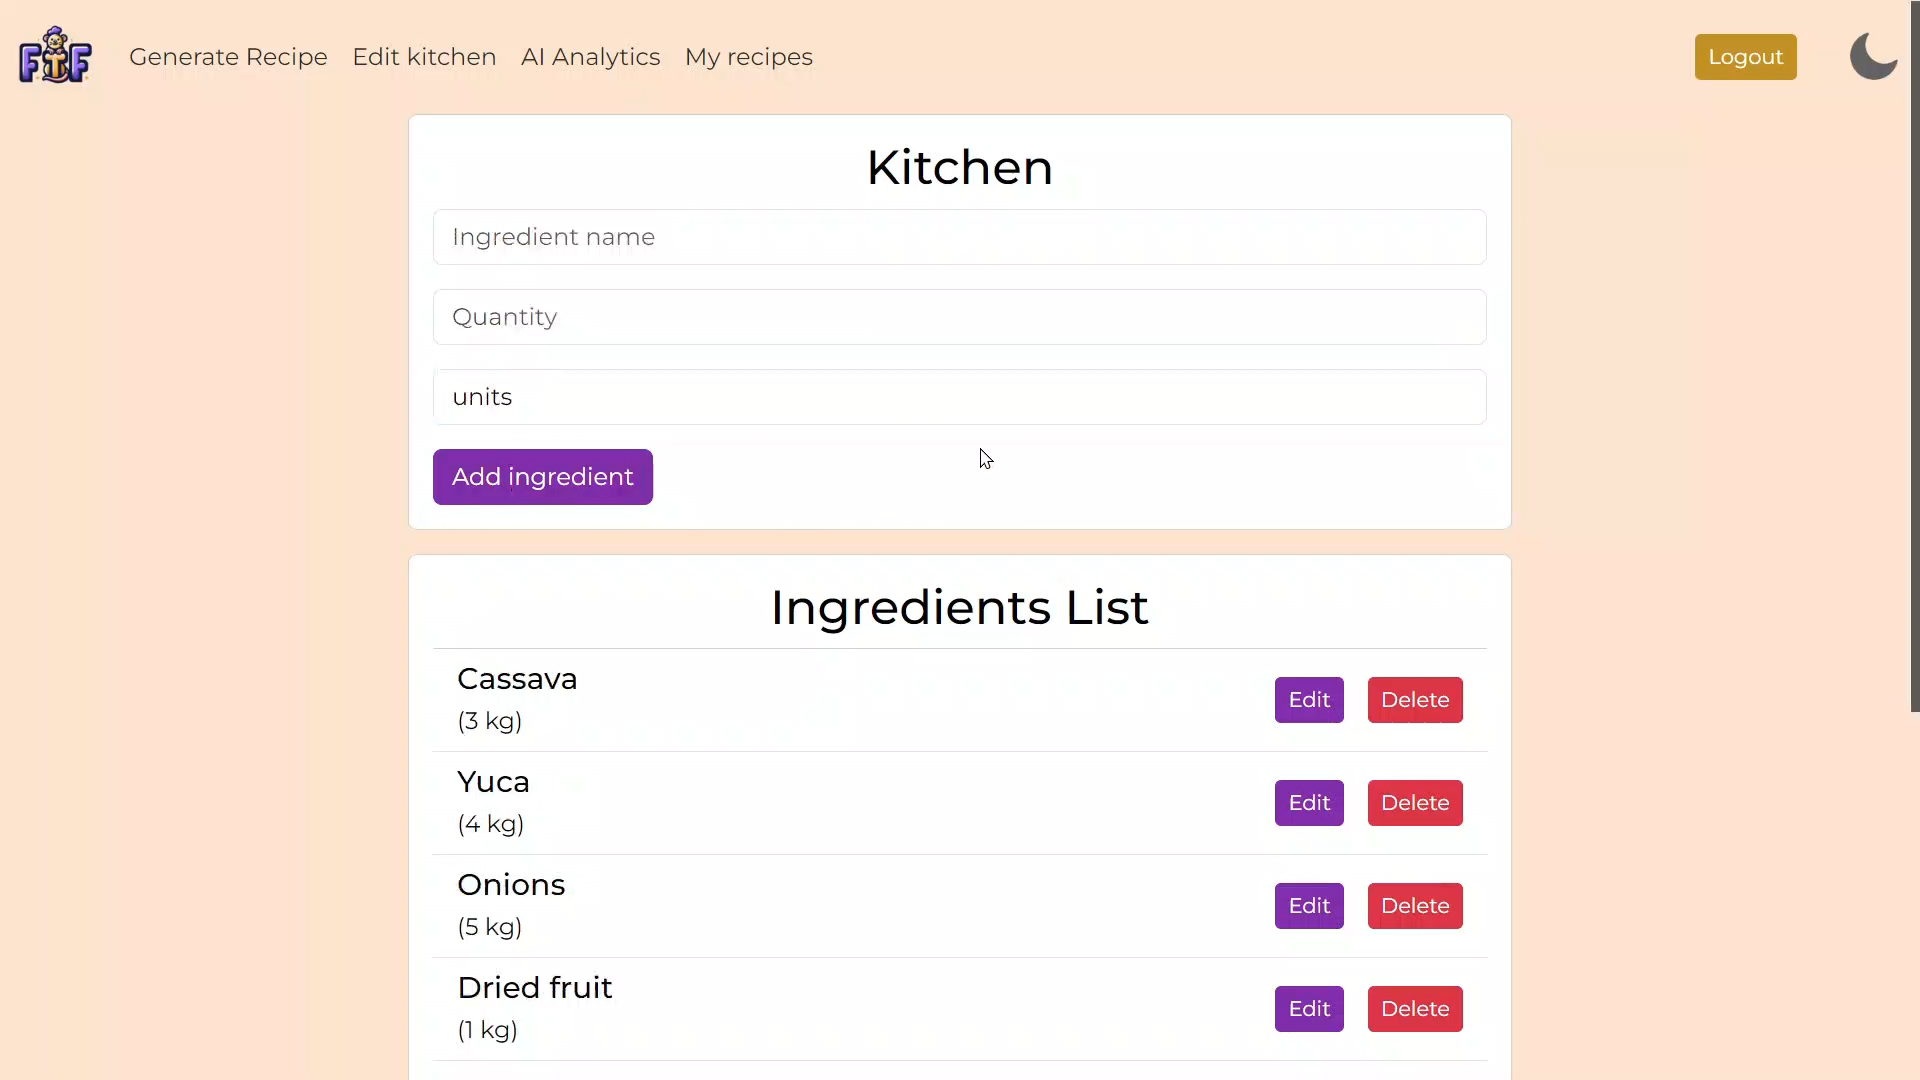 FTF
Generate Recipe Edit kitchen AI Analytics My recipes Logout
Kitchen
Ingredient name
Quantity
units
Add ingredient
Ingredients List
Cassava
(3 kg)
Edit Delete
Yuca
(4 kg)
Edit Delete
Onions
(5 kg)
Edit Delete
Dried fruit
(1 kg)
Edit Delete